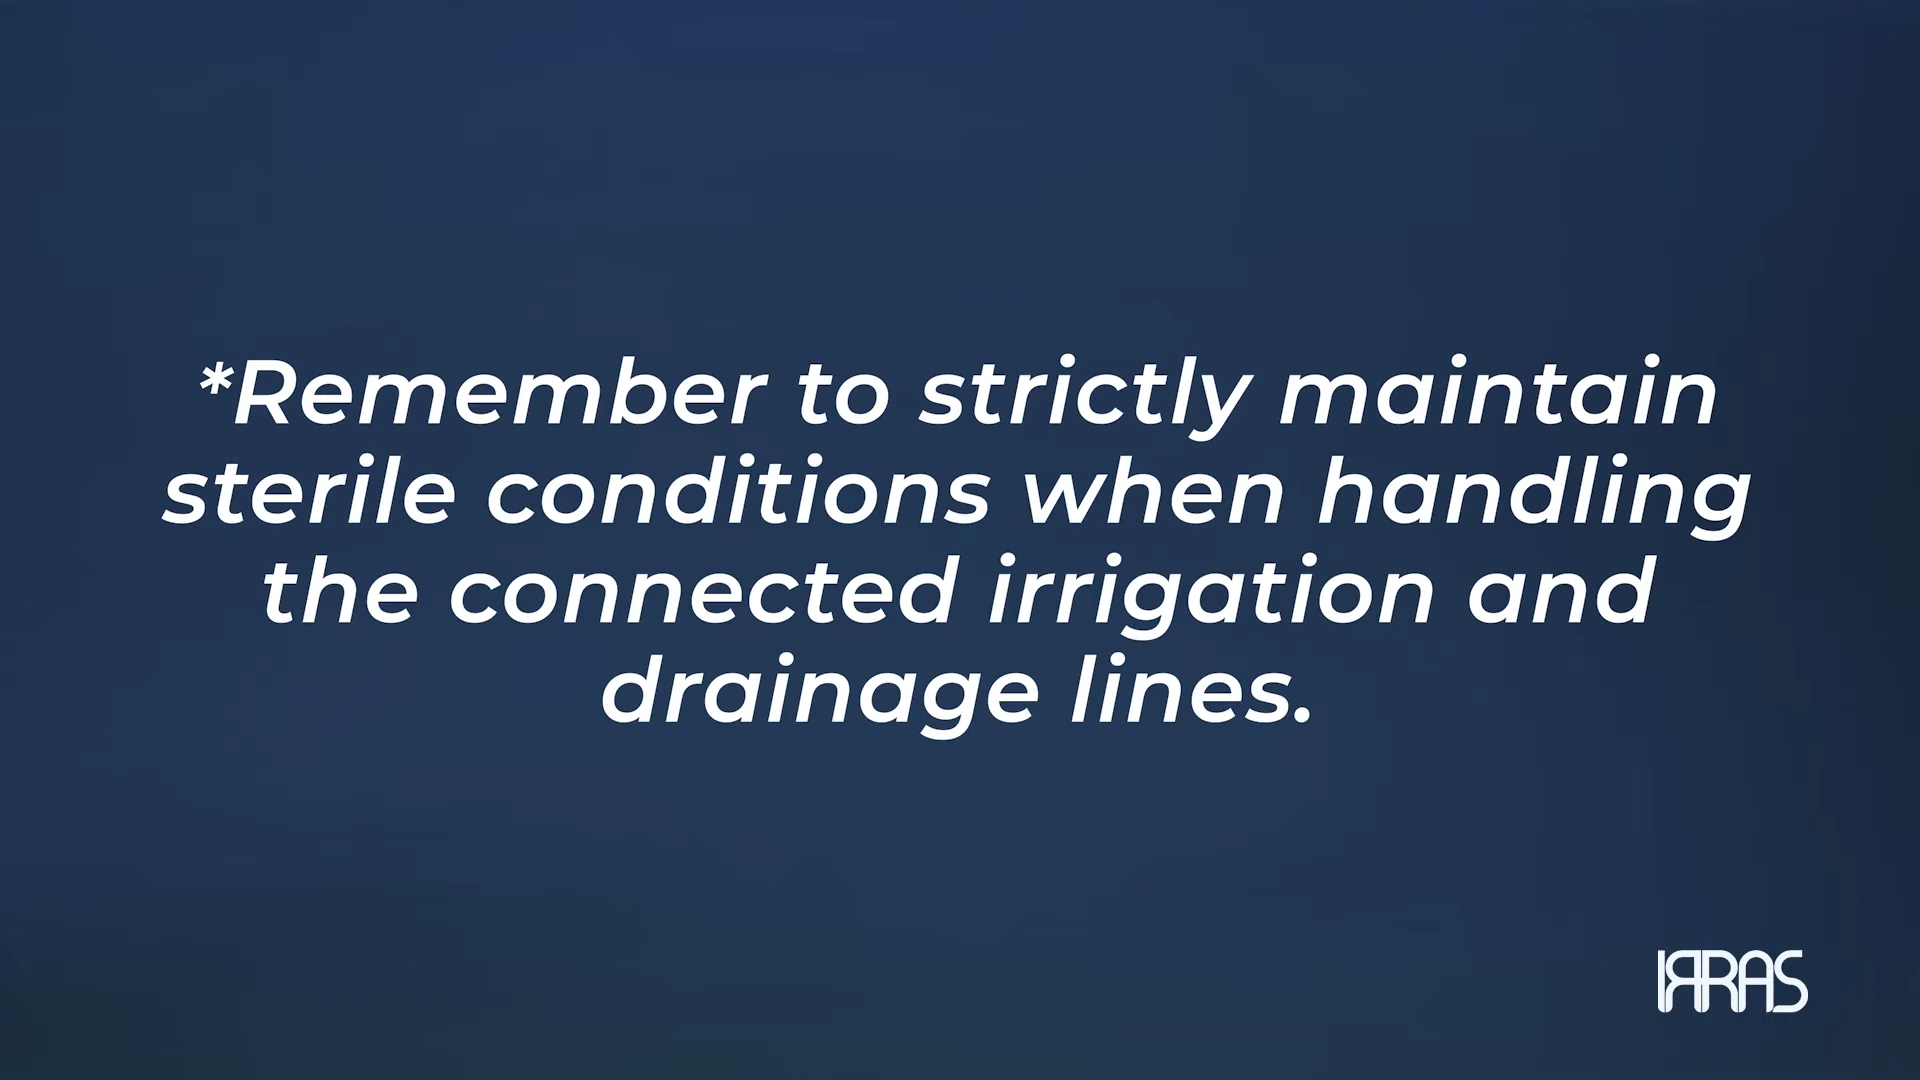 *Remember to strictly maintain
sterile conditions when handling
the connected irrigation and
drainage lines.
IRRAS